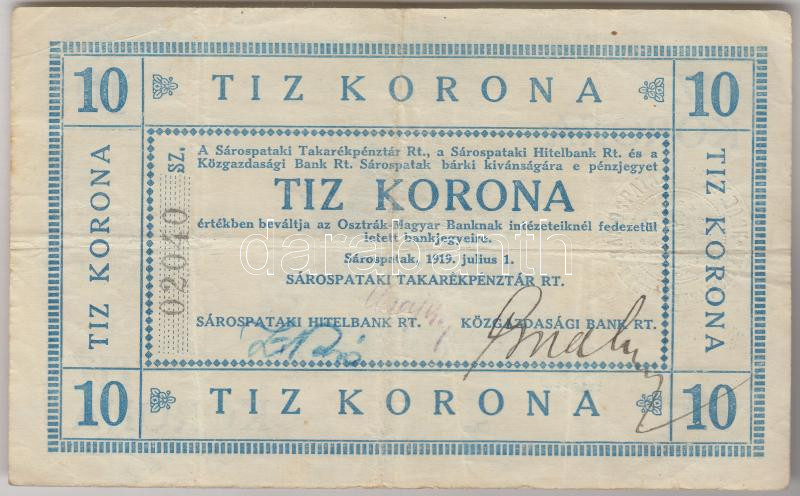 10 TIZ KORONA 10
TIZ KORONA
02040 SZ.
A Sárospataki Takarékpénztár Rt., a Sárospataki Hitelbank Rt. és a
Közgazdasági Bank Rt. Sárospatak bárki kivánságára e pénzjegyet
TIZ KORONA
értékben beváltja az Osztrák-Magyar Banknak intézeteiknél fedezetül
letett bankjegyeire.
Sárospatak, 1919. julius 1.
SÁROSPATAKI TAKARÉKPÉNZTÁR RT.
SÁROSPATAKI HITELBANK RT. KÖZGAZDASÁGI BANK RT.
TIZ KORONA
10 TIZ KORONA 10
darabanth